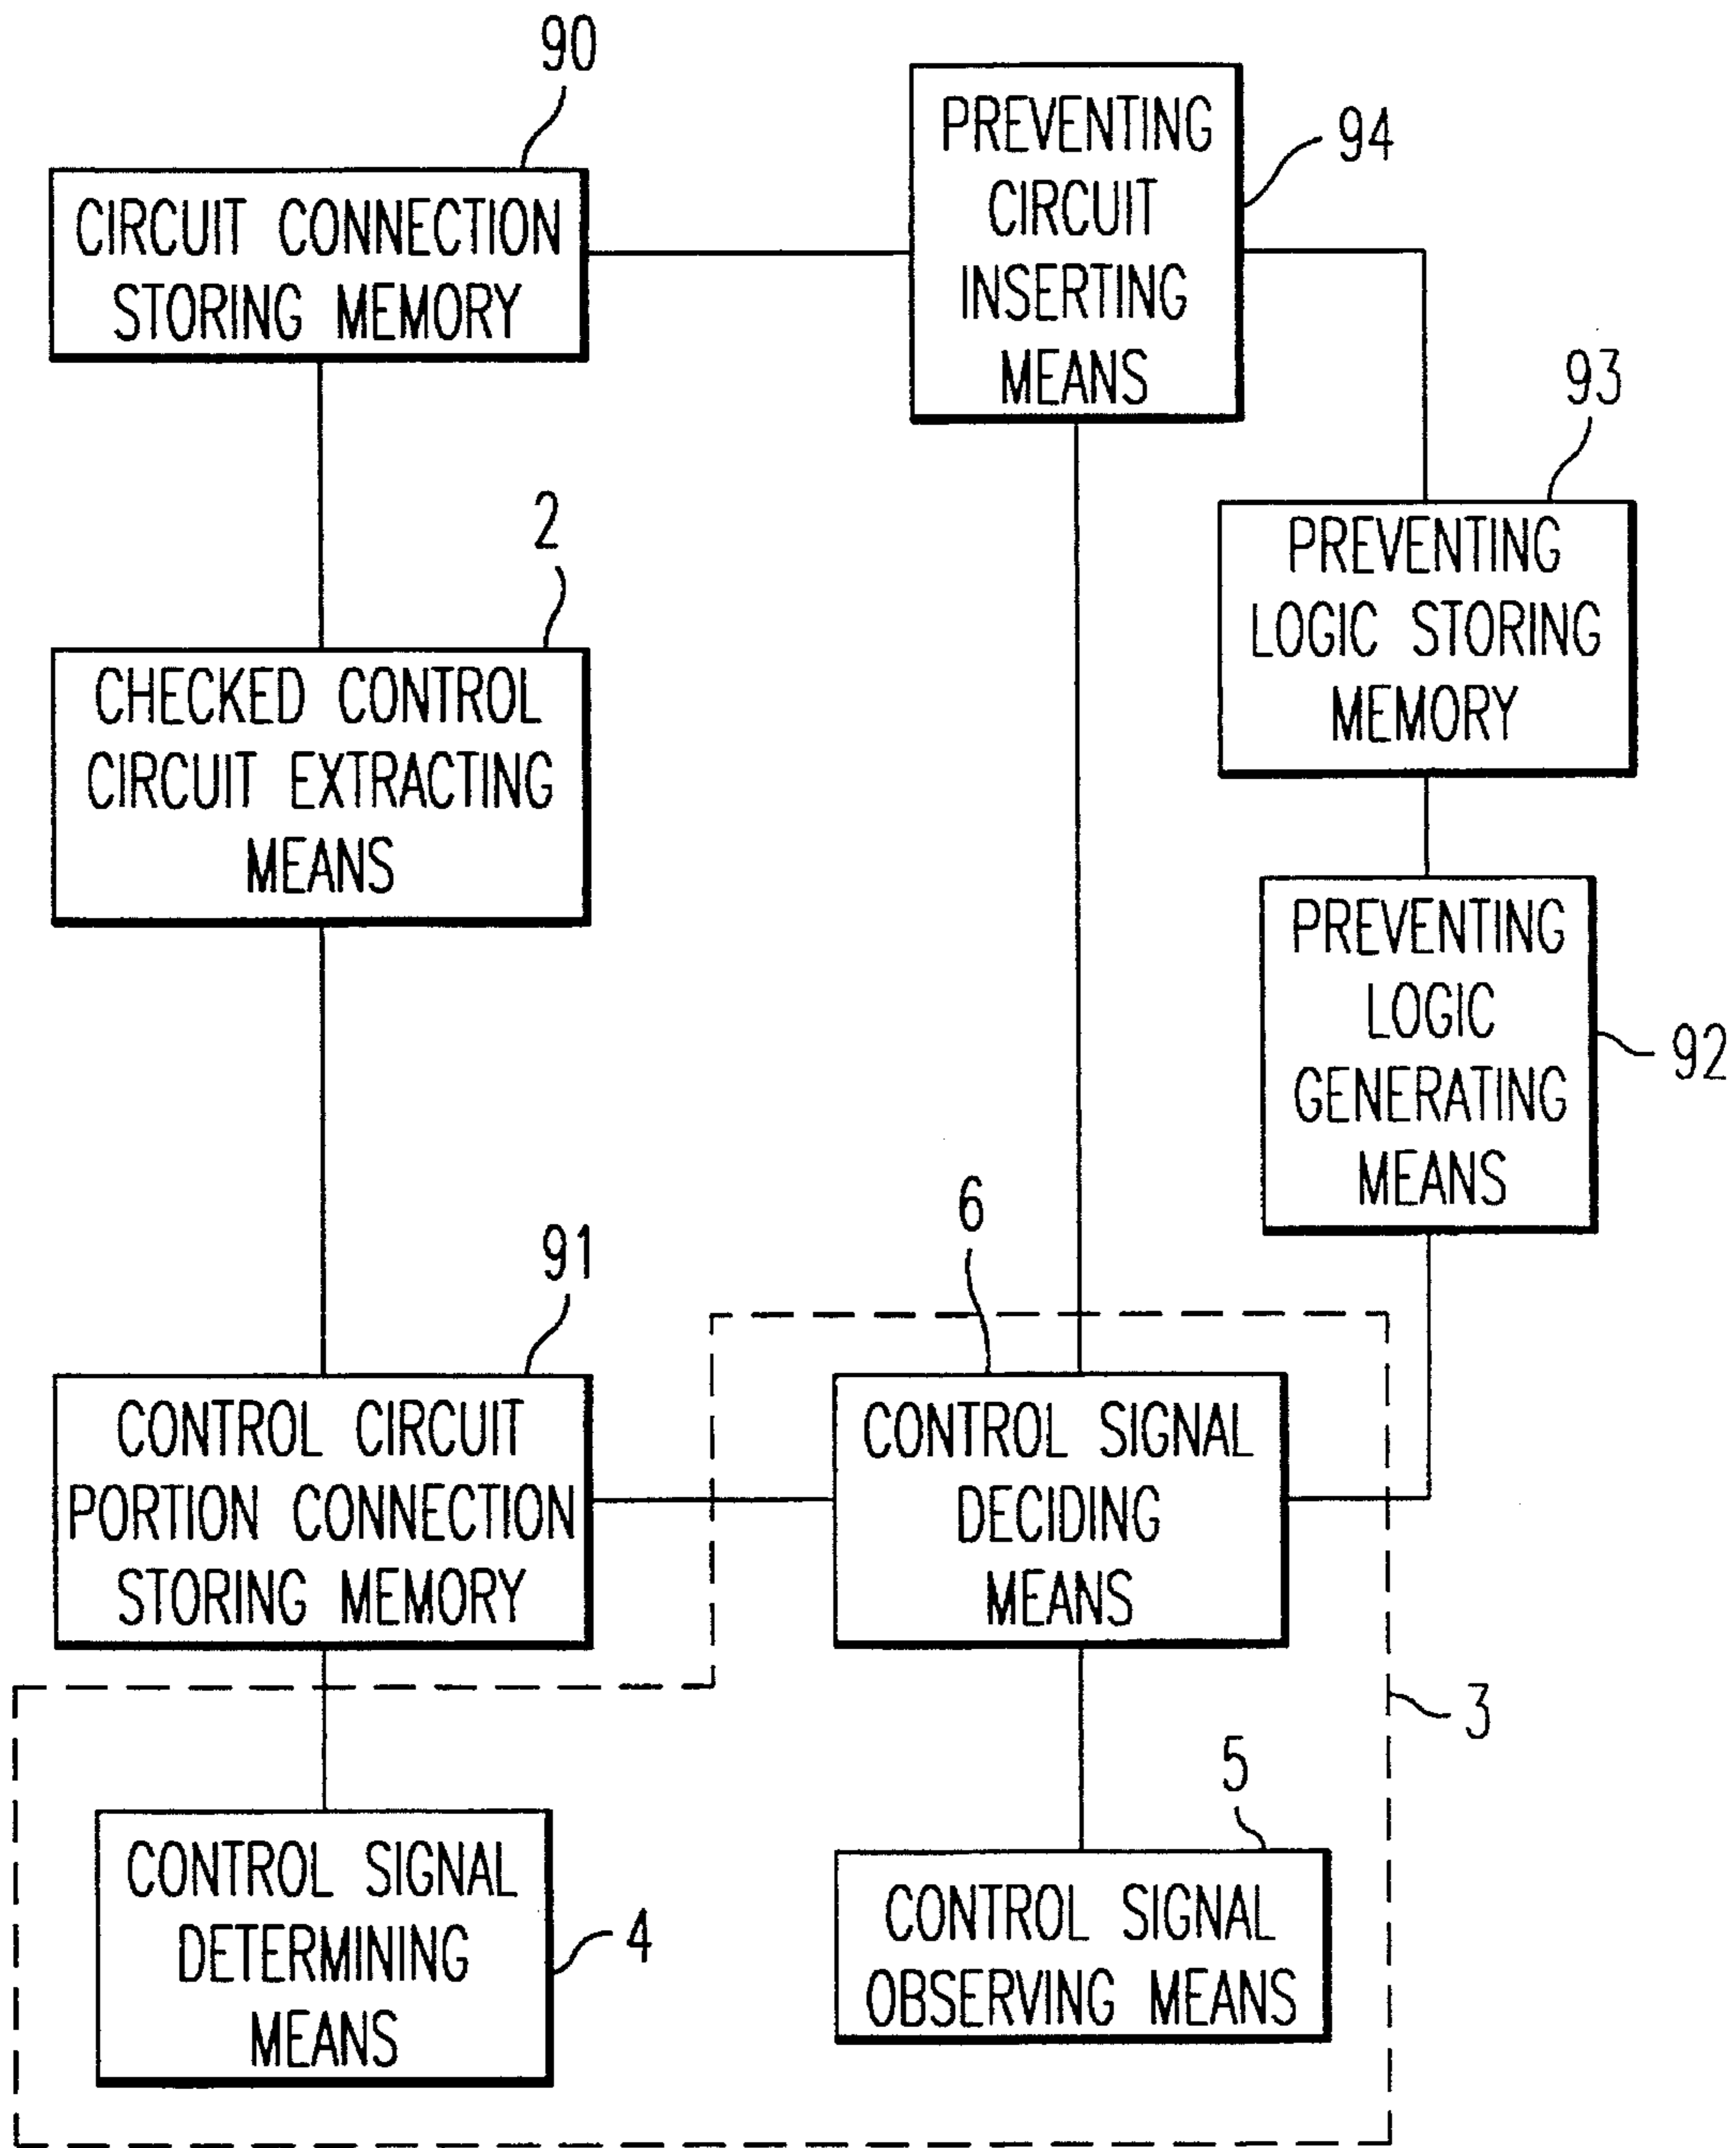 90
CIRCUIT CONNECTION
STORING MEMORY
PREVENTING
CIRCUIT
INSERTING
MEANS
94
93
PREVENTING
LOGIC STORING
MEMORY
2
CHECKED CONTROL
CIRCUIT EXTRACTING
MEANS
PREVENTING
LOGIC
GENERATING
MEANS
92
91
CONTROL CIRCUIT
PORTION CONNECTION
STORING MEMORY
6
CONTROL SIGNAL
DECIDING
MEANS
3
CONTROL SIGNAL
DETERMINING
MEANS
4
5
CONTROL SIGNAL
OBSERVING MEANS